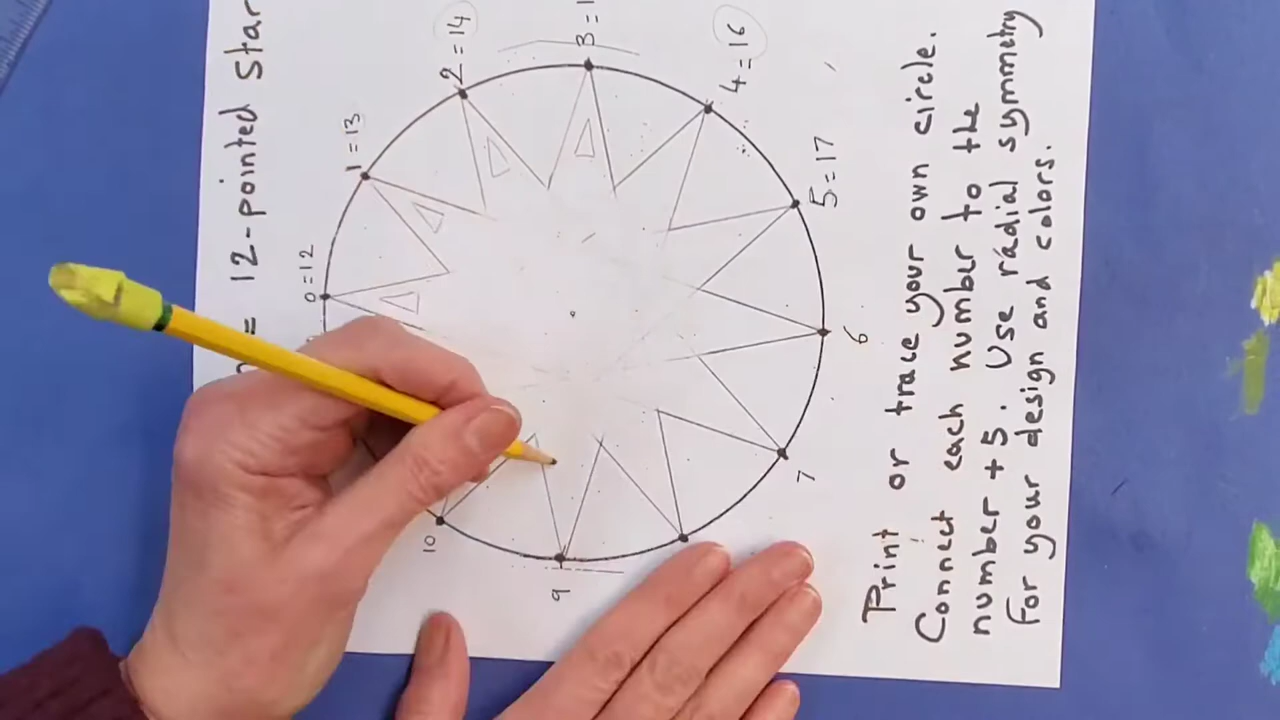 = 12-pointed star
0=12
1=13
2=14
3=1
4=16
5=17
6
7
9
10
Print or trace your own circle.
Connect each number to the
number + 5. Use radial symmetry
for your design and colors.